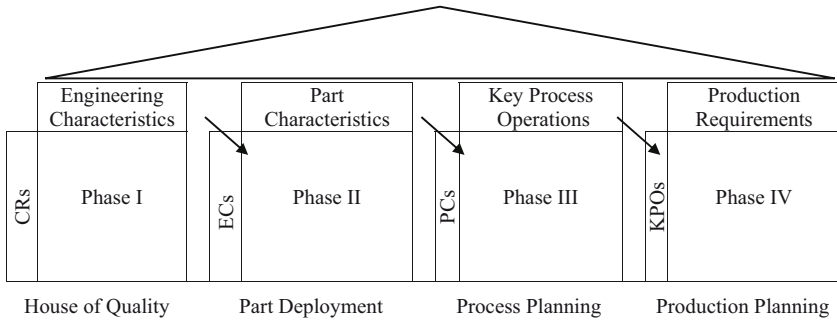 Engineering
Characteristics
Part
Characteristics
Key Process
Operations
Production
Requirements
CRs
Phase I
ECs
Phase II
PCs
Phase III
KPOs
Phase IV
House of Quality
Part Deployment
Process Planning
Production Planning